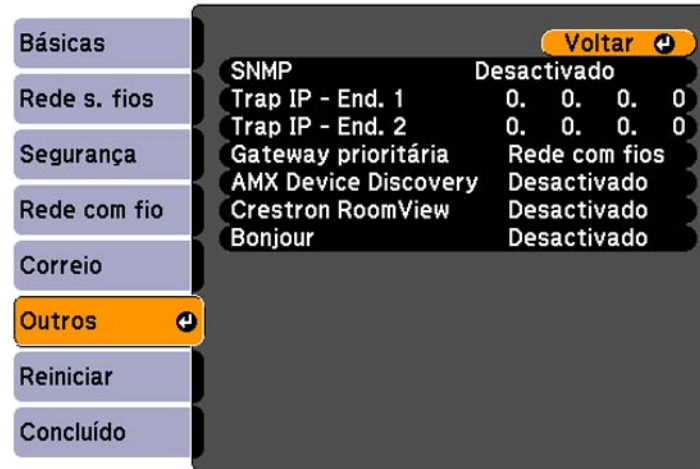 Básicas
Rede s. fios
Segurança
Rede com fio
Correio
Outros
Reiniciar
Concluído
Voltar
SNMP Desactivado
Trap IP - End. 1 0. 0. 0. 0
Trap IP - End. 2 0. 0. 0. 0
Gateway prioritária Rede com fios
AMX Device Discovery Desactivado
Crestron RoomView Desactivado
Bonjour Desactivado